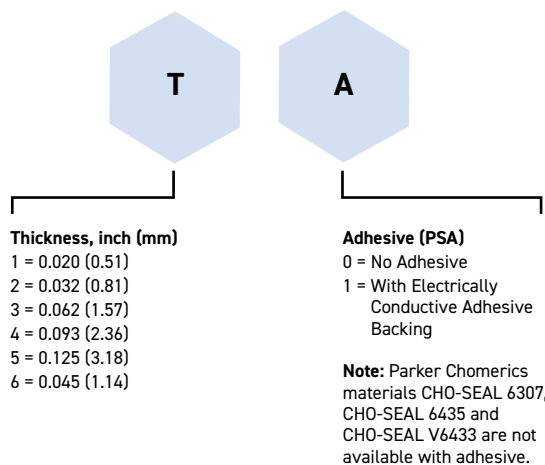 T
A
Thickness, inch (mm)
1 = 0.020 (0.51)
2 = 0.032 (0.81)
3 = 0.062 (1.57)
4 = 0.093 (2.36)
5 = 0.125 (3.18)
6 = 0.045 (1.14)
Adhesive (PSA)
0 = No Adhesive
1 = With Electrically
Conductive Adhesive
Backing
Note: Parker Chomerics
materials CHO-SEAL 6307,
CHO-SEAL 6435 and
CHO-SEAL V6433 are not
available with adhesive.